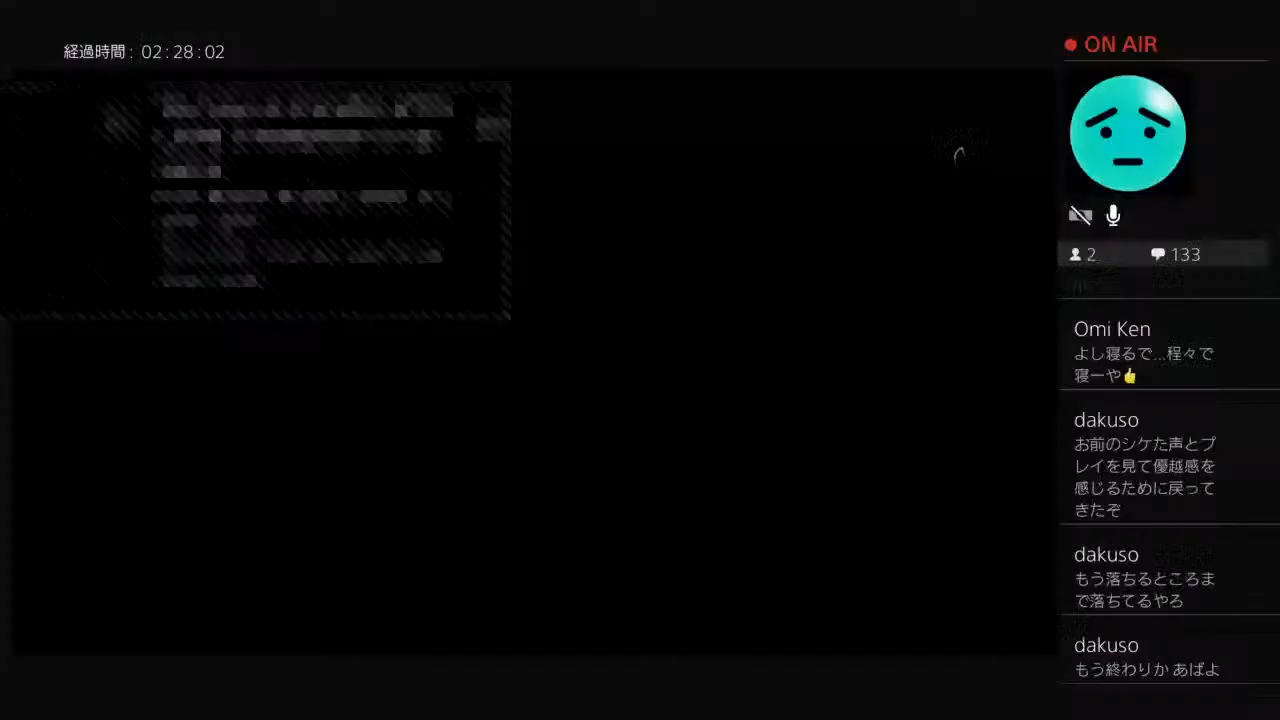 経過時間 : 02 : 28 : 02
ON AIR
2 133
Omi Ken
よし寝るで...程々で
寝ーや👍
dakuso
お前のシケた声とプ
レイを見て優越感を
感じるために戻って
きたぞ
dakuso
もう落ちるところま
で落ちてるやろ
dakuso
もう終わりか あばよ